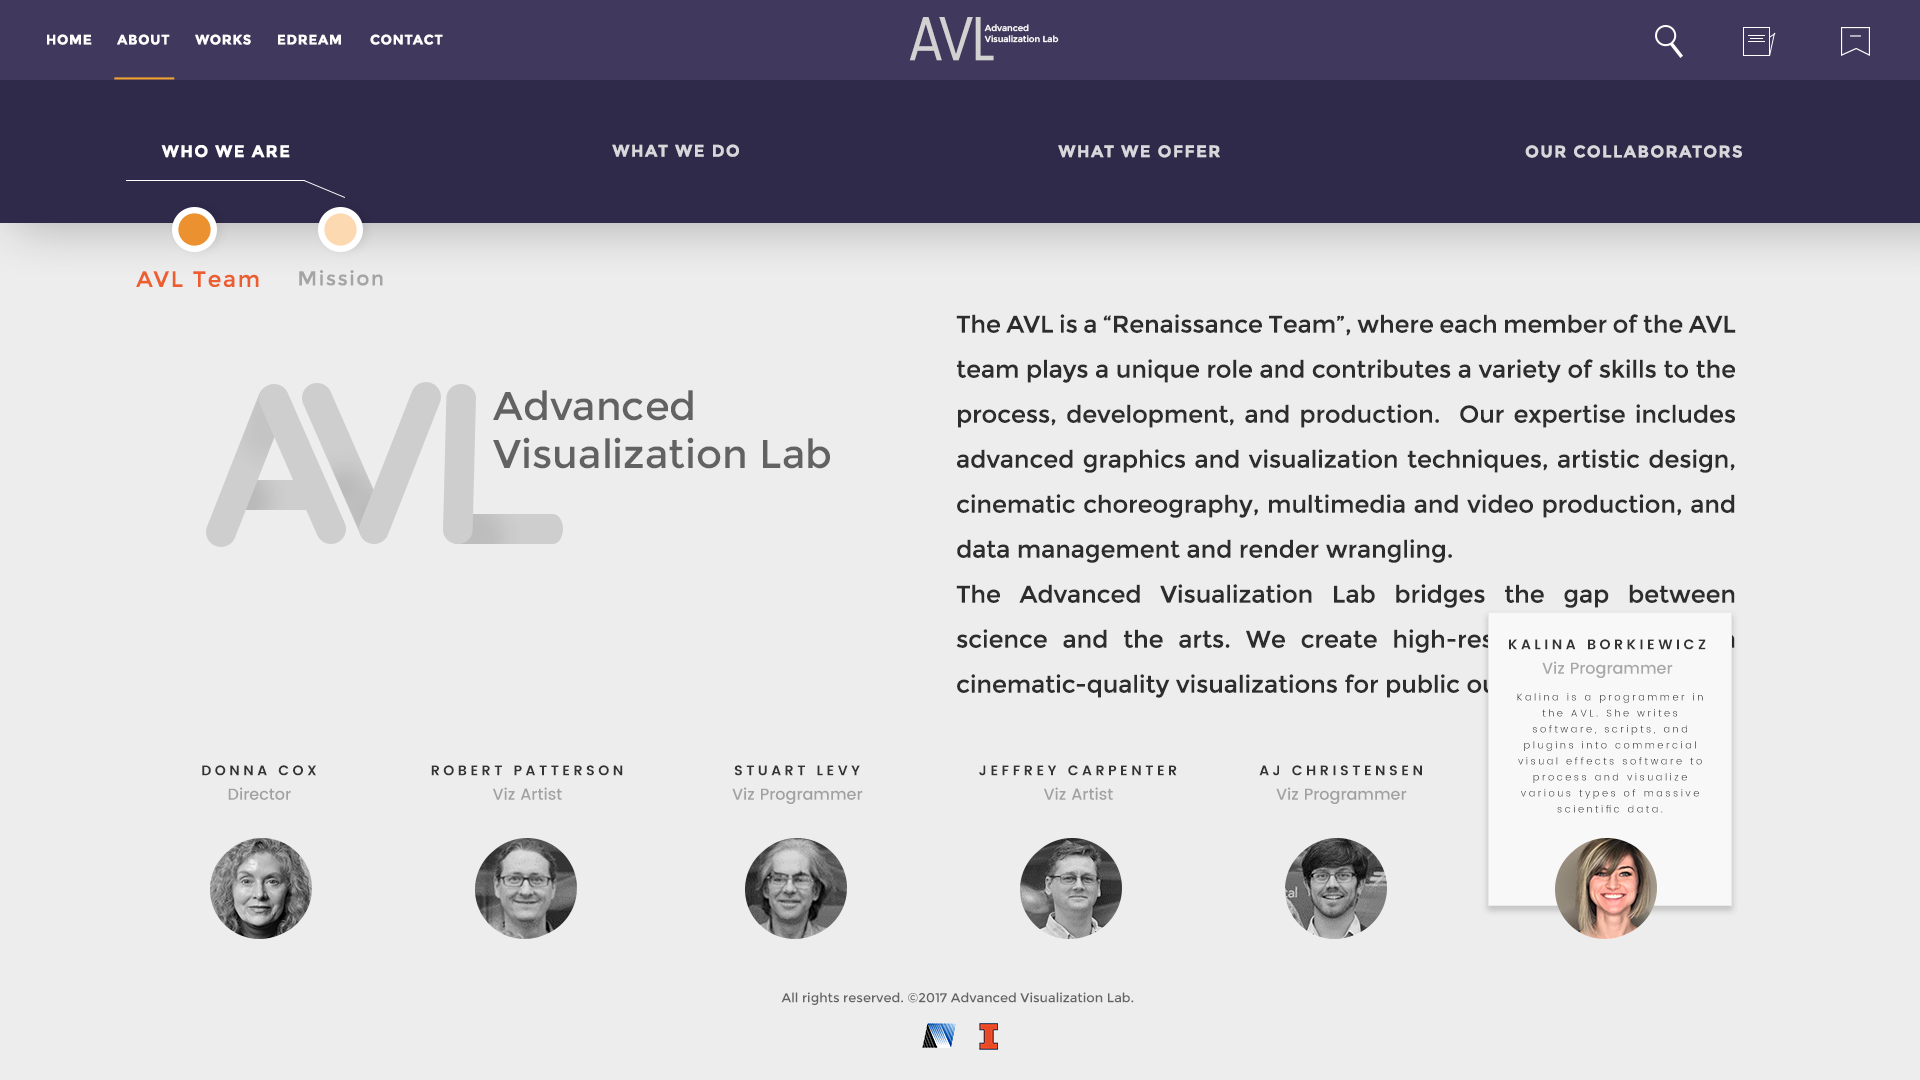 HOME ABOUT WORKS EDREAM CONTACT
AVL Advanced
Visualization Lab
WHO WE ARE WHAT WE DO WHAT WE OFFER OUR COLLABORATORS
AVL Team Mission
AVL Advanced
Visualization Lab
The AVL is a “Renaissance Team”, where each member of the AVL
team plays a unique role and contributes a variety of skills to the
process, development, and production. Our expertise includes
advanced graphics and visualization techniques, artistic design,
cinematic choreography, multimedia and video production, and
data management and render wrangling.
The Advanced Visualization Lab bridges the gap between
science and the arts. We create
cinematic-quality visualizations for public
DONNA COX
Director
ROBERT PATTERSON
Viz Artist
STUART LEVY
Viz Programmer
JEFFREY CARPENTER
Viz Artist
AJ CHRISTENSEN
Viz Programmer
KALINA BORKIEWICZ
Viz Programmer
Kalina is a programmer in
the AVL. She writes
software, scripts, and
plugins into commercial
visual effects software to
process and visualize
various types of massive
scientific data.
All rights reserved. ©2017 Advanced Visualization Lab.